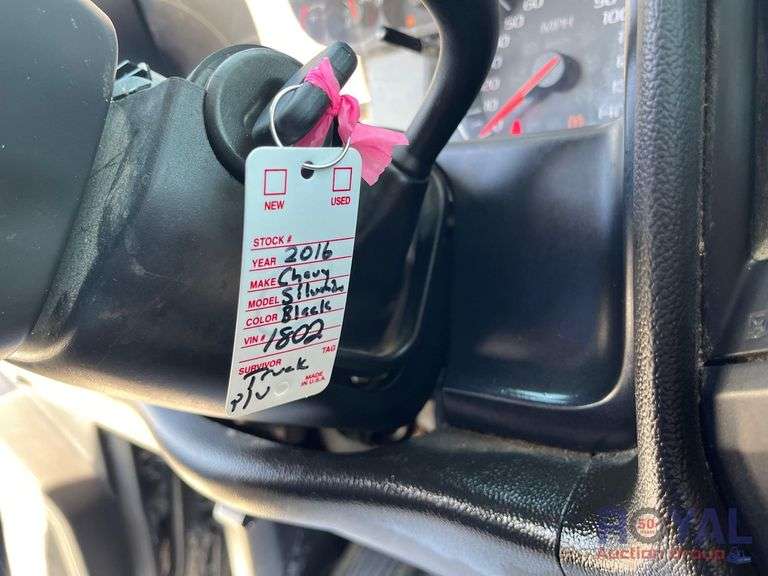 90 100
80
MPH
NEW USED
STOCK #
YEAR 2016
MAKE Chevy
MODEL Silverado
COLOR Black
VIN # 1802
SURVIVOR TAG
Truck
P/U
MADE
IN U.S.A.
50
ROYAL
Auction Group